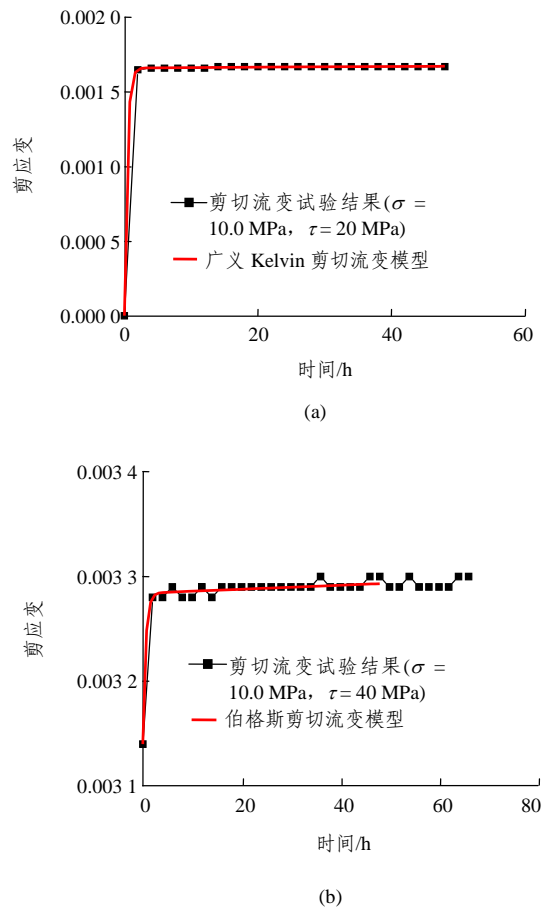 0.002 0
0.001 5
0.001 0
0.000 5
0.000 0
剪应变
剪切流变试验结果(σ =
10.0 MPa，τ = 20 MPa)
广义 Kelvin 剪切流变模型
0 20 40 60
时间/h
(a)
0.003 4
0.003 3
0.003 2
0.003 1
剪应变
剪切流变试验结果(σ =
10.0 MPa，τ = 40 MPa)
伯格斯剪切流变模型
0 20 40 60 80
时间/h
(b)